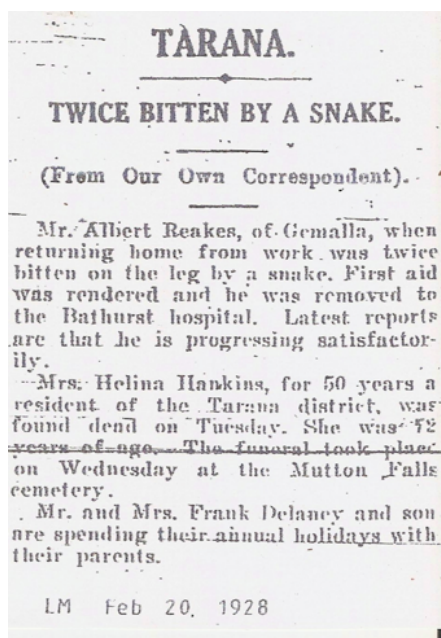 TARANA.
TWICE BITTEN BY A SNAKE.
(From Our Own Correspondent).
Mr. Albert Reakes, of Gemalla, when
returning home from work was twice
bitten on the leg by a snake. First aid
was rendered and he was removed to
the Bathurst hospital. Latest reports
are that he is progressing satisfactor-
ily.
Mrs. Helina Hankins, for 50 years a
resident of the Tarana district, was
found dead on Tuesday. She was 72
years of age. The funeral took place
on Wednesday at the Mutton Falls
cemetery.
Mr. and Mrs. Frank Delaney and son
are spending their annual holidays with
their parents.
LM Feb 20, 1928